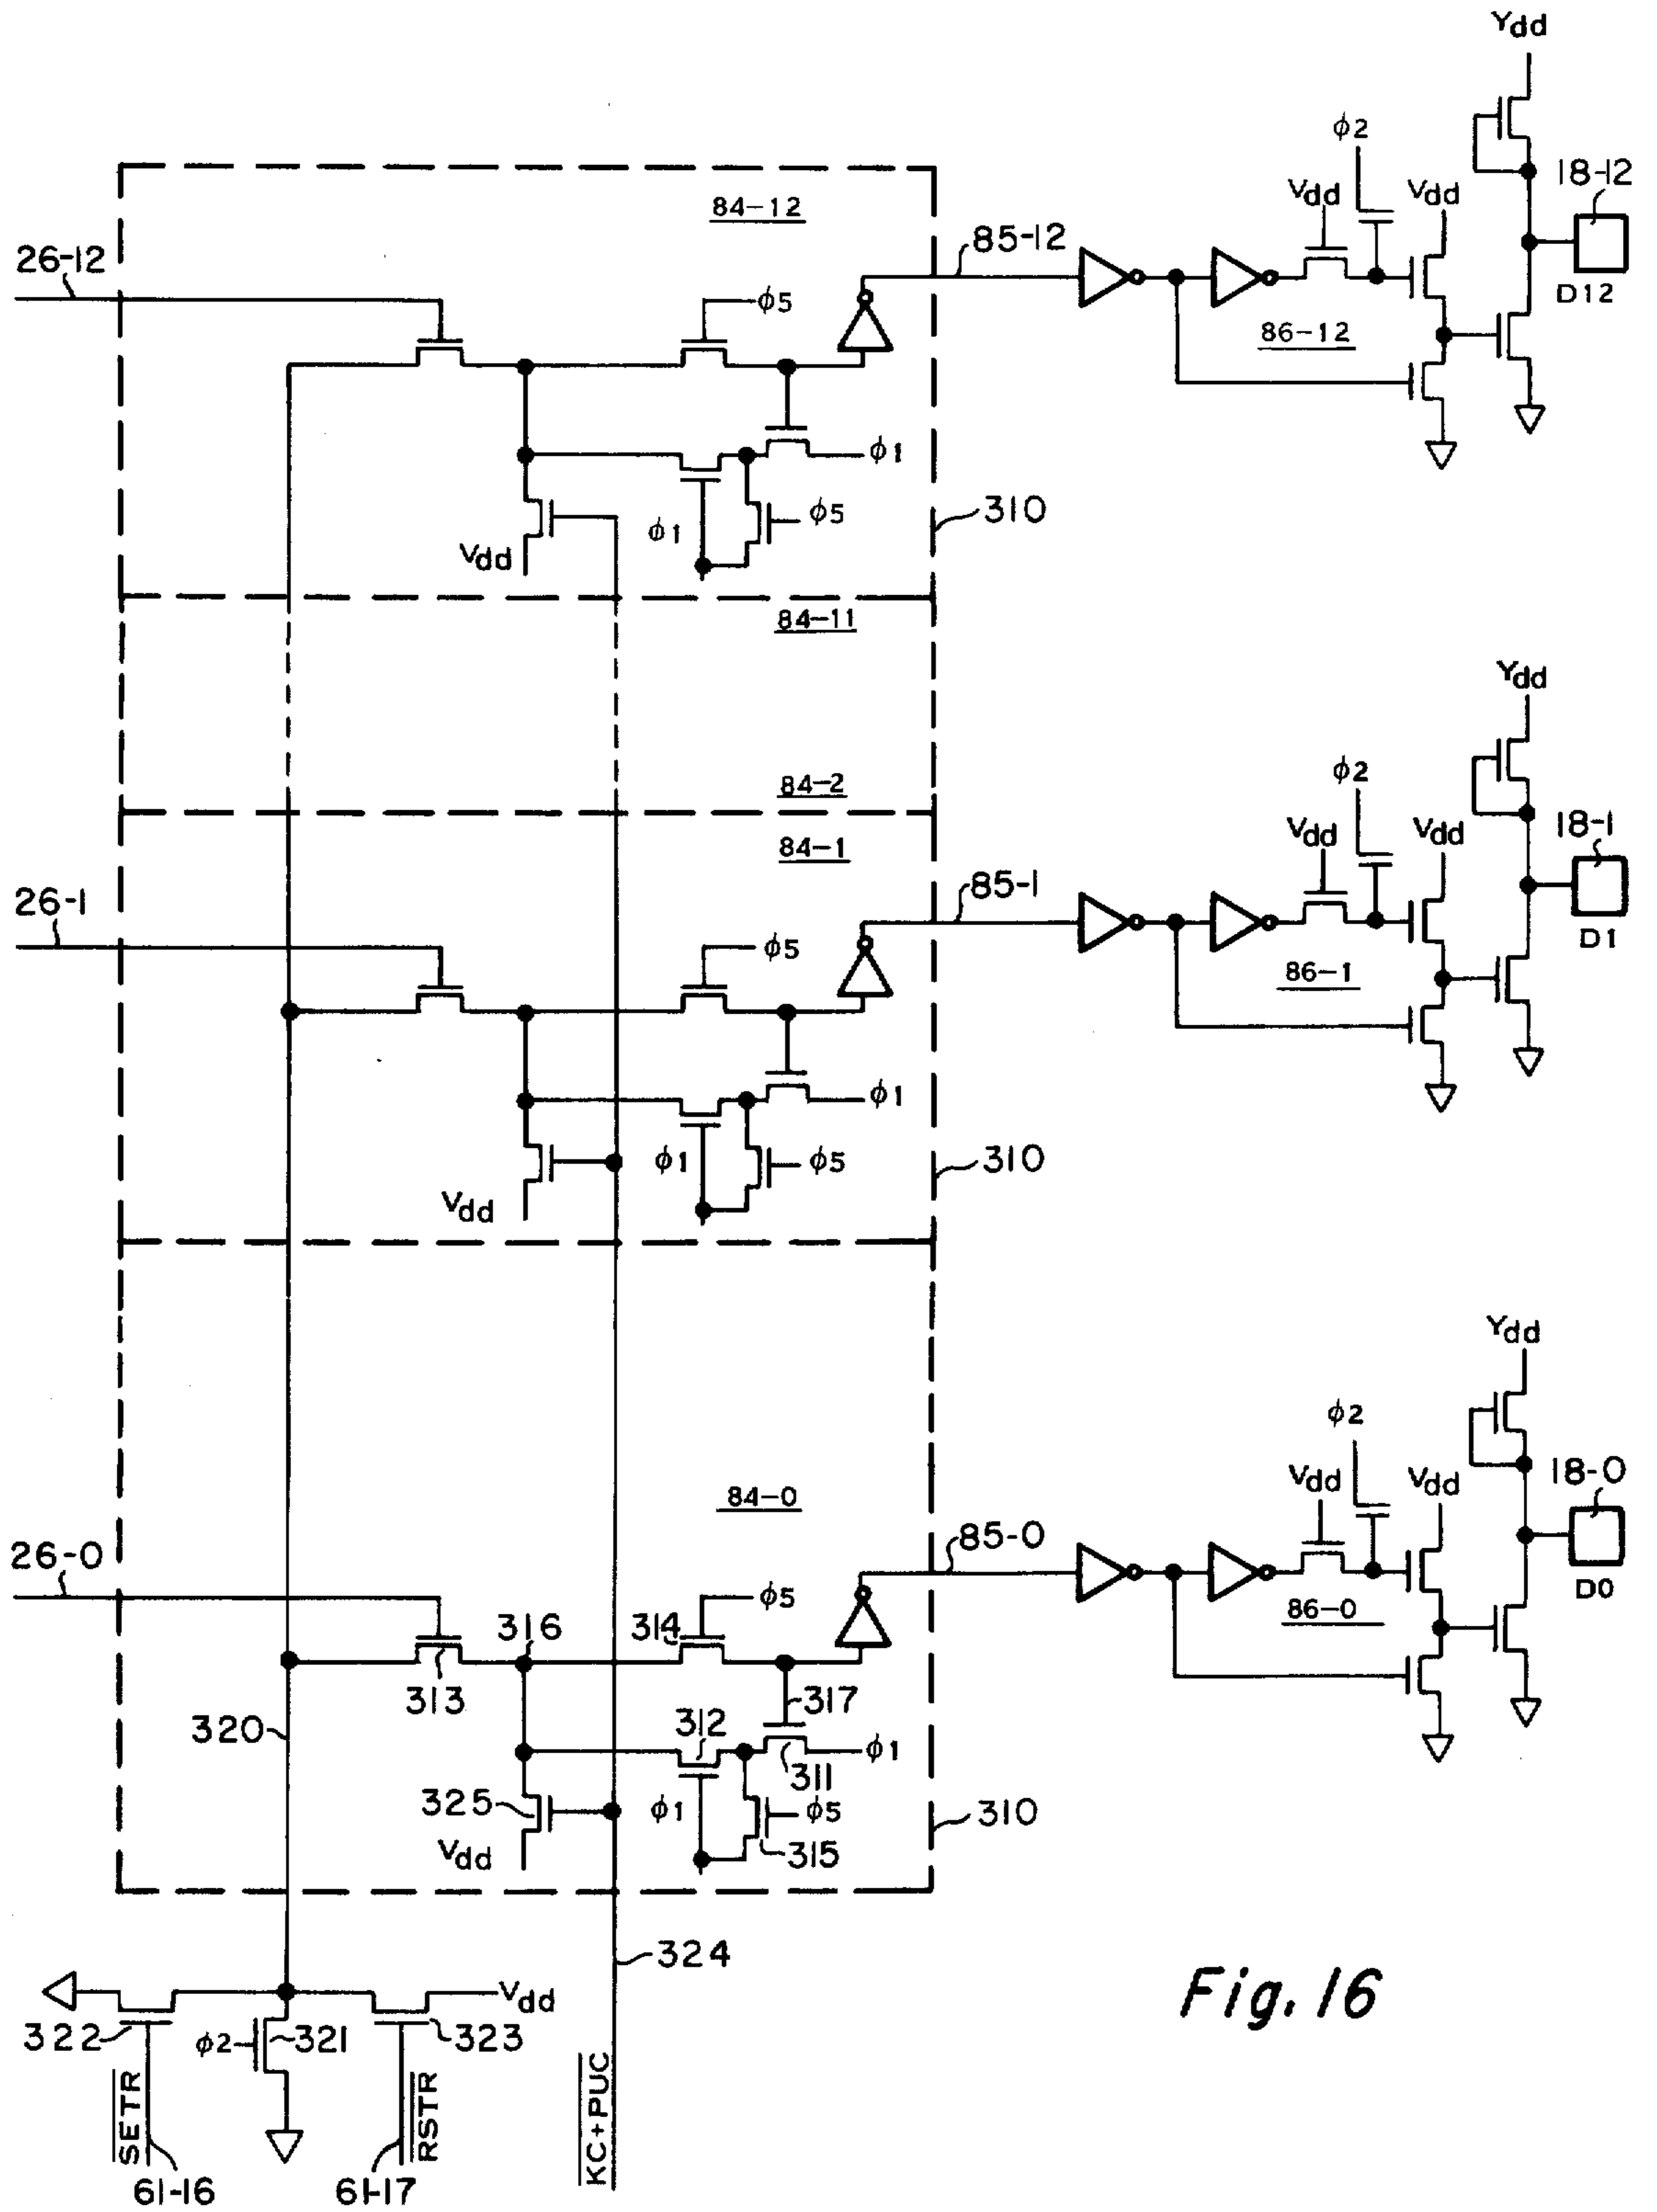 Ydd
φ2
18-12
Vdd
Vdd
84-12
85-12
26-12
D12
φ5
86-12
φ1
310
φ1
φ5
Vdd
84-11
Ydd
φ2
84-2
18-1
Vdd
Vdd
84-1
85-1
26-1
D1
φ5
86-1
φ1
φ1
φ5
310
Vdd
Ydd
φ2
18-0
Vdd
Vdd
84-0
85-0
26-0
D0
φ5
86-0
316
314
313
317
312
320
φ1
311
325
φ1
φ5
310
Vdd
315
324
Vdd
Fig. 16
322
φ2
321
323
SETR
RSTR
KC+PUC
61-16
61-17